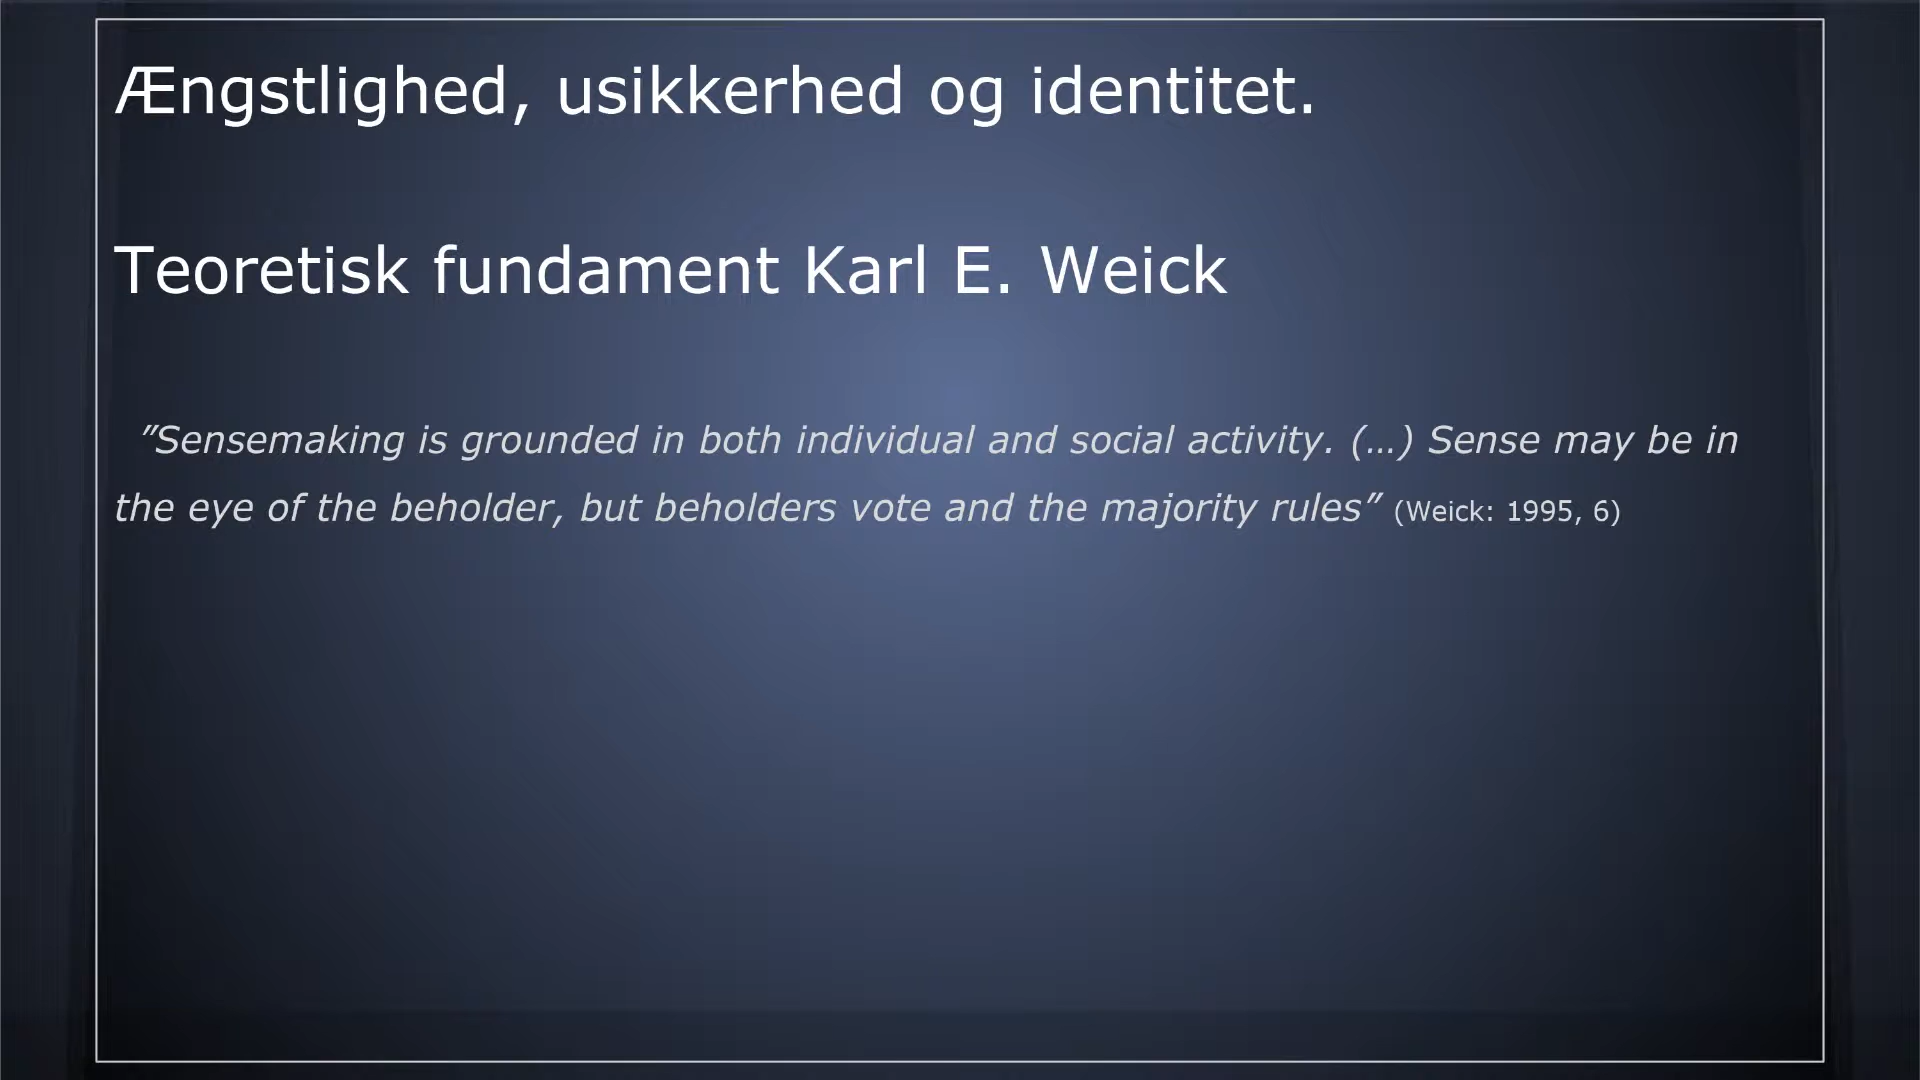 Ængstlighed, usikkerhed og identitet.
Teoretisk fundament Karl E. Weick
”Sensemaking is grounded in both individual and social activity. (…) Sense may be in
the eye of the beholder, but beholders vote and the majority rules” (Weick: 1995, 6)